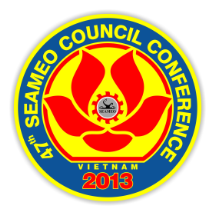 47th SEAMEO COUNCIL CONFERENCE
SEAMEO
VIETNAM
2013